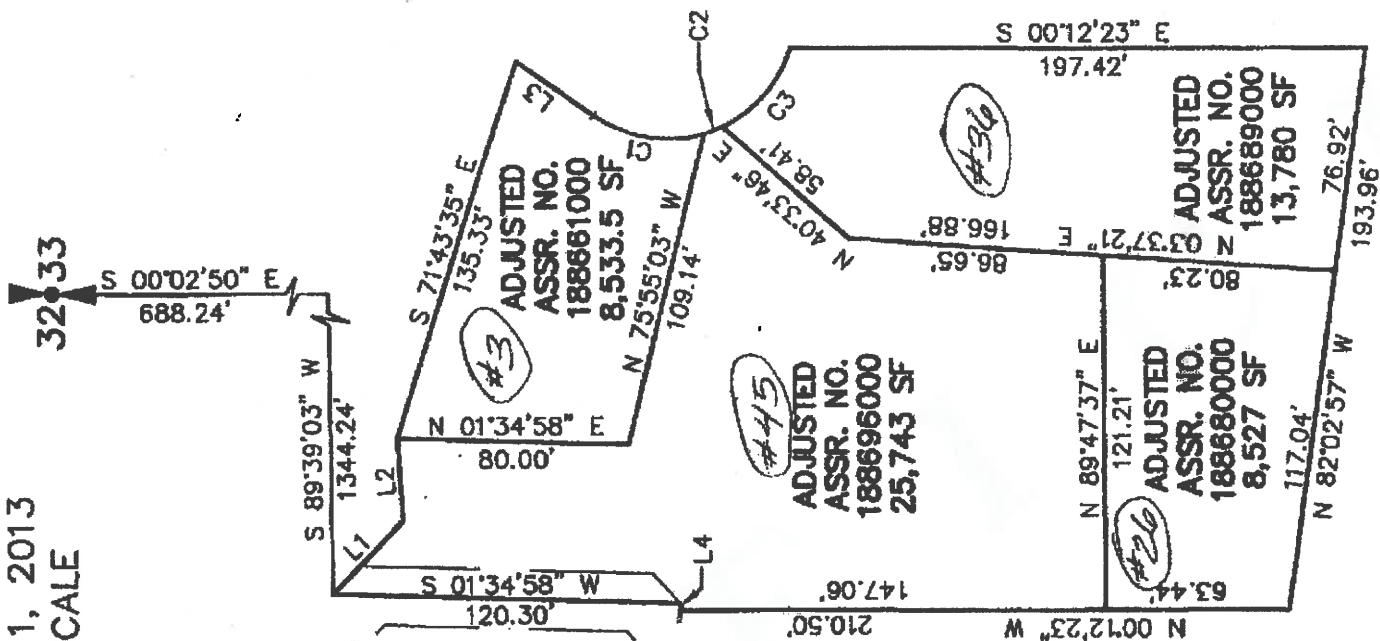 1, 2013
CALE
32 33
S 00°02'50" E
688.24'
S 89°39'03" W
1344.24'
L1
L2
S 71°43'35" E
135.33'
L3
C1
C2
C3
#3
ADJUSTED
ASSR. NO.
188661000
8,533.5 SF
N 01°34'58" E
80.00'
N 75°55'03" W
109.14'
S 01°34'58" W
120.30'
L4
#45
ADJUSTED
ASSR. NO.
188696000
25,743 SF
N 40°33'46" E
58.41'
S 00°12'23" E
197.42'
#36
ADJUSTED
ASSR. NO.
188689000
13,780 SF
166.88'
86.65'
N 03°37'21" E
80.23'
N 89°47'37" E
121.21'
#26
ADJUSTED
ASSR. NO.
188680000
8,527 SF
147.06'
210.50'
63.44'
N 00°12'23" W
117.04'
N 82°02'57" W
76.92'
193.96'